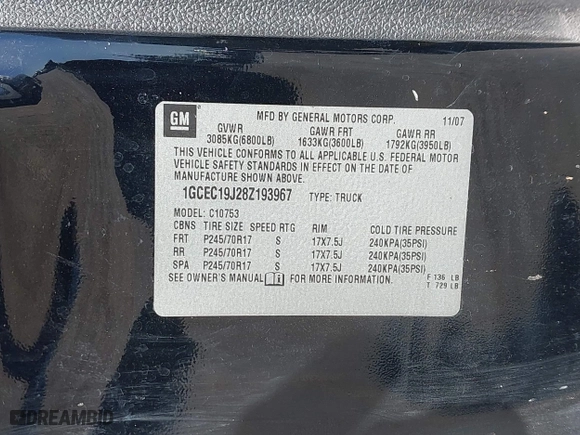 GM
MFD BY GENERAL MOTORS CORP. 11/07
GVWR GAWR FRT GAWR RR
3085KG(6800LB) 1633KG(3600LB) 1792KG(3950LB)
THIS VEHICLE CONFORMS TO ALL APPLICABLE U.S. FEDERAL MOTOR
VEHICLE SAFETY STANDARDS IN EFFECT ON THE DATE OF
MANUFACTURE SHOWN ABOVE.
1GCEC19J28Z193967 TYPE: TRUCK
MODEL: C10753
CBNS TIRE SIZE SPEED RTG RIM COLD TIRE PRESSURE
FRT P245/70R17 S 17X7.5J 240KPA(35PSI)
RR P245/70R17 S 17X7.5J 240KPA(35PSI)
SPA P245/70R17 S 17X7.5J 240KPA(35PSI)
SEE OWNER'S MANUAL i FOR MORE INFORMATION.
F 136 LB
T 729 LB
DREAMBID